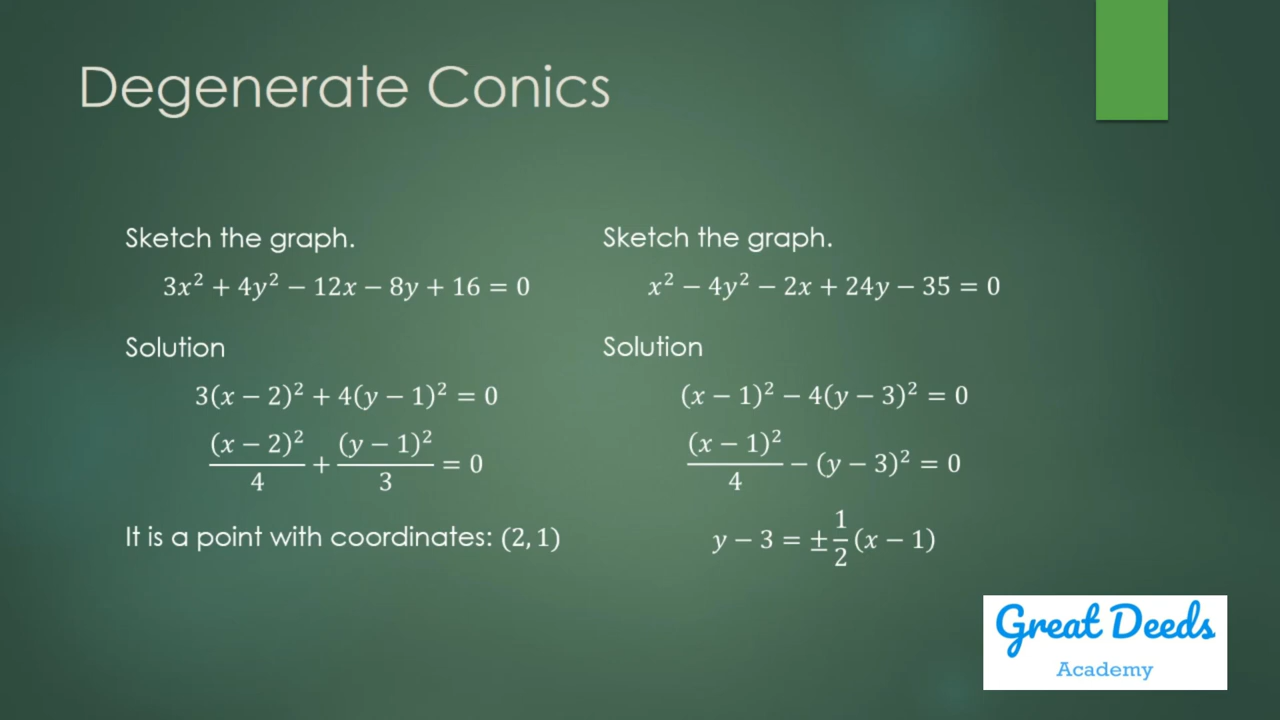 Degenerate Conics
Sketch the graph.
3x² + 4y² − 12x − 8y + 16 = 0
Solution
3(x − 2)² + 4(y − 1)² = 0
(x − 2)²/4 + (y − 1)²/3 = 0
It is a point with coordinates: (2, 1)
Sketch the graph.
x² − 4y² − 2x + 24y − 35 = 0
Solution
(x − 1)² − 4(y − 3)² = 0
(x − 1)²/4 − (y − 3)² = 0
y − 3 = ±1/2(x − 1)
Great Deeds
Academy